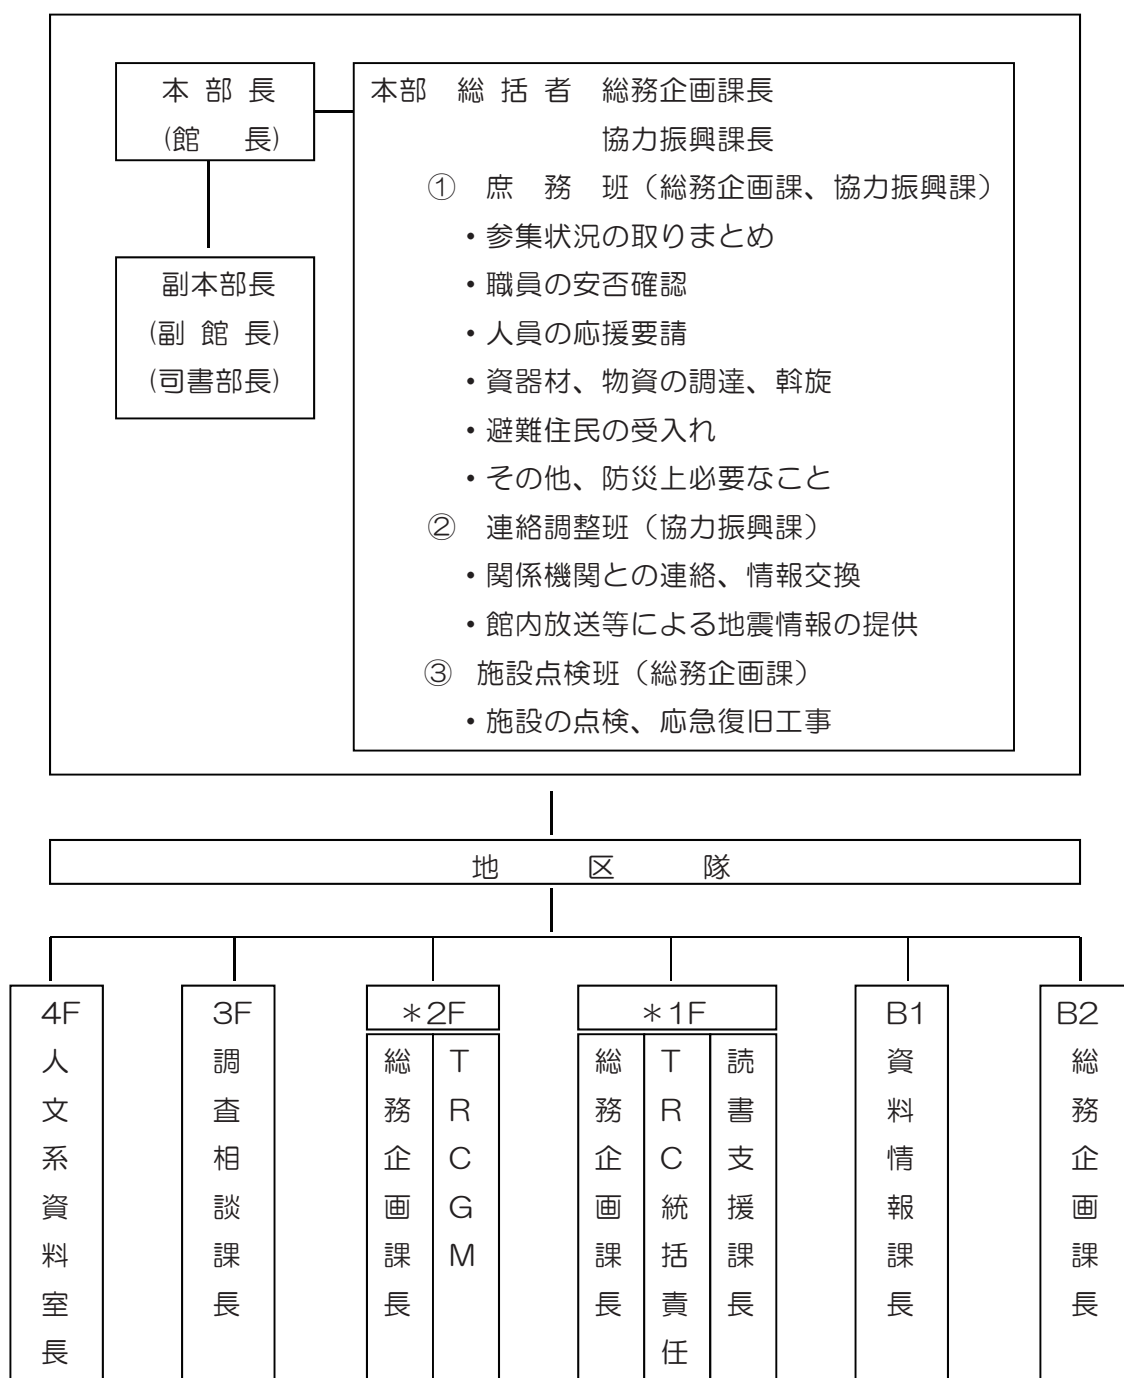 本部長
(館　長)
副本部長
(副館長)
(司書部長)
本部　総括者　総務企画課長
協力振興課長
①　庶　務　班（総務企画課、協力振興課）
・参集状況の取りまとめ
・職員の安否確認
・人員の応援要請
・資器材、物資の調達、斡旋
・避難住民の受入れ
・その他、防災上必要なこと
②　連絡調整班（協力振興課）
・関係機関との連絡、情報交換
・館内放送等による地震情報の提供
③　施設点検班（総務企画課）
・施設の点検、応急復旧工事
地　区　隊
4F
人文系資料室長
3F
調査相談課長
＊2F
総務企画課長
TRCGM
＊1F
総務企画課長
TRC統括責任
読書支援課長
B1
資料情報課長
B2
総務企画課長